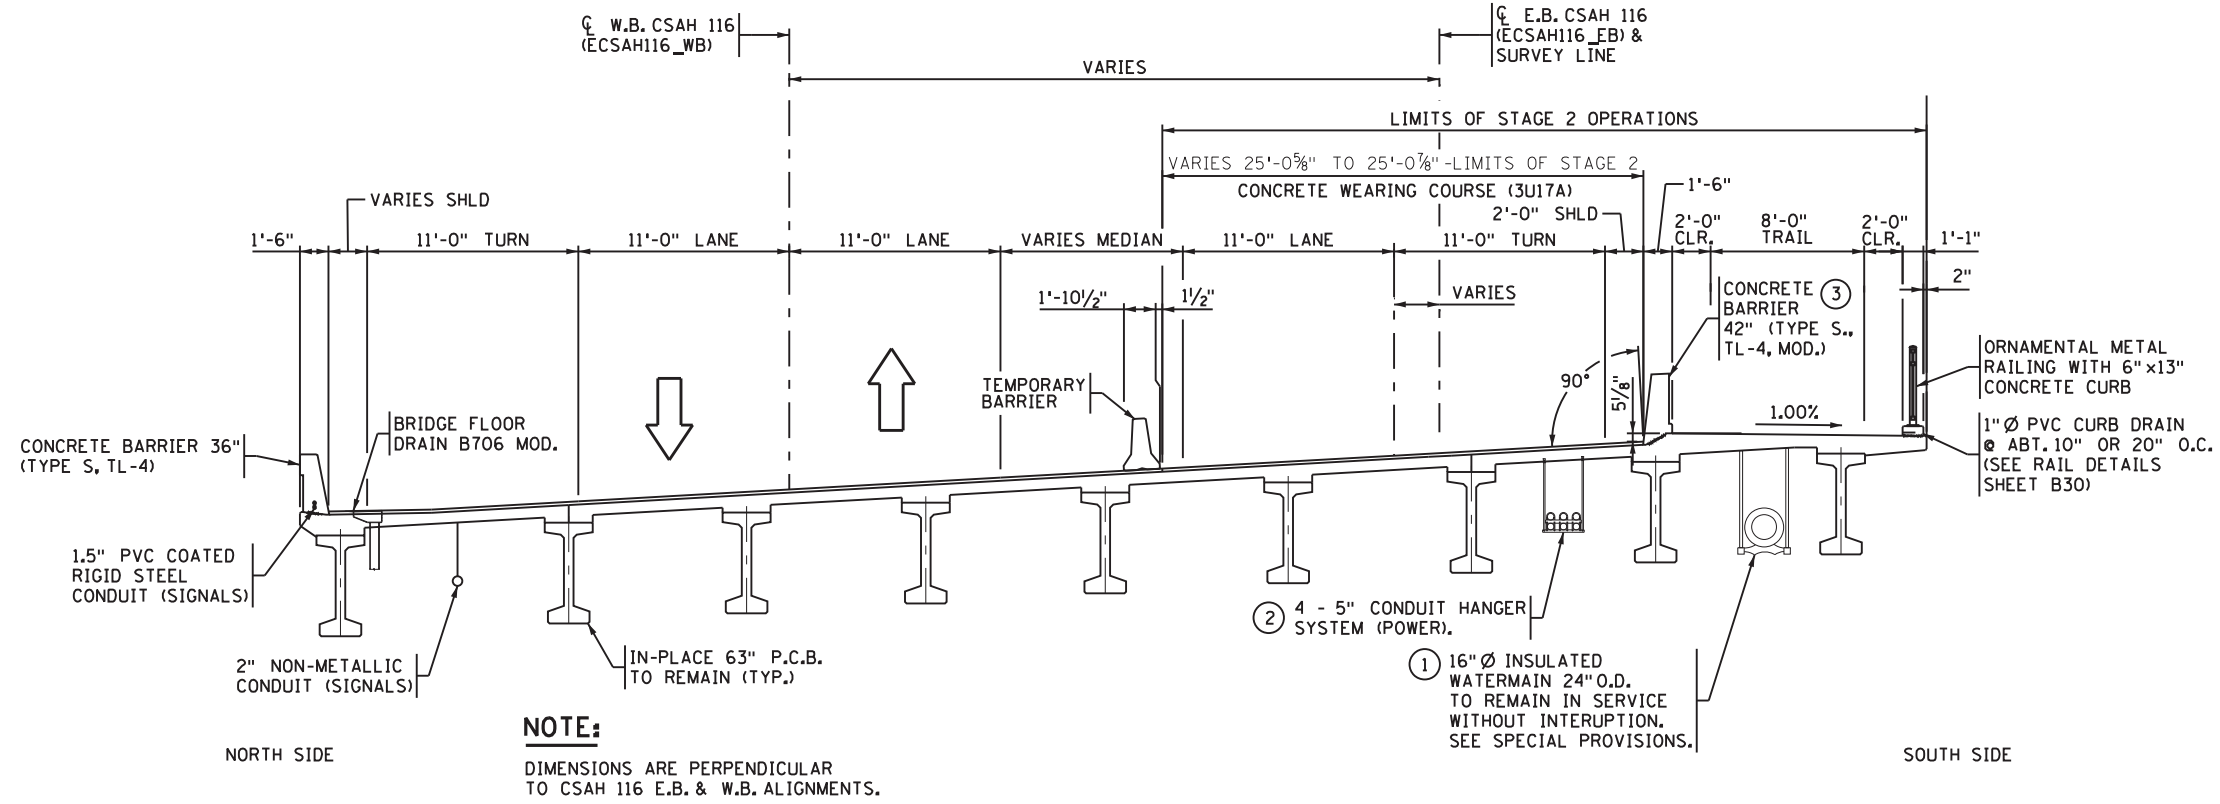 ℄ W.B. CSAH 116
(ECSAH116_WB)
℄ E.B. CSAH 116
(ECSAH116_EB) &
SURVEY LINE
VARIES
LIMITS OF STAGE 2 OPERATIONS
VARIES 25'-0⅝" TO 25'-0⅞"-LIMITS OF STAGE 2
CONCRETE WEARING COURSE (3U17A)
VARIES SHLD
1'-6"
2'-0" SHLD
1'-6"
11'-0" TURN
11'-0" LANE
11'-0" LANE
VARIES MEDIAN
11'-0" LANE
11'-0" TURN
2'-0"
CLR.
8'-0"
TRAIL
2'-0"
CLR.
1'-1"
2"
1'-10½"
1½"
VARIES
CONCRETE 3
BARRIER
42" (TYPE S.,
TL-4, MOD.)
ORNAMENTAL METAL
RAILING WITH 6"x13"
CONCRETE CURB
90°
5⅛"
TEMPORARY
BARRIER
1.00%
BRIDGE FLOOR
DRAIN B706 MOD.
CONCRETE BARRIER 36"
(TYPE S, TL-4)
1" Ø PVC CURB DRAIN
@ ABT. 10" OR 20" O.C.
(SEE RAIL DETAILS
SHEET B30)
1.5" PVC COATED
RIGID STEEL
CONDUIT (SIGNALS)
2 4 - 5" CONDUIT HANGER
SYSTEM (POWER).
2" NON-METALLIC
CONDUIT (SIGNALS)
IN-PLACE 63" P.C.B.
TO REMAIN (TYP.)
1 16" Ø INSULATED
WATERMAIN 24" O.D.
TO REMAIN IN SERVICE
WITHOUT INTERUPTION.
SEE SPECIAL PROVISIONS.
NOTE:
DIMENSIONS ARE PERPENDICULAR
TO CSAH 116 E.B. & W.B. ALIGNMENTS.
NORTH SIDE
SOUTH SIDE